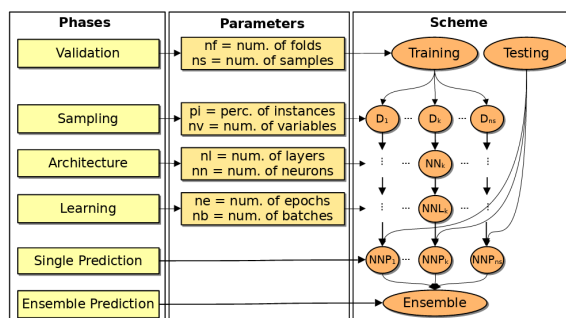 Phases Parameters Scheme
Validation
nf = num. of folds
ns = num. of samples
Training Testing
Sampling
pi = perc. of instances
nv = num. of variables
D1 ... Dk ... Dns
Architecture
nl = num. of layers
nn = num. of neurons
⋮ ... NNk ... ⋮
Learning
ne = num. of epochs
nb = num. of batches
⋮ ... NNLk ... ⋮
Single Prediction
NNP1 ... NNPk NNPns
Ensemble Prediction
Ensemble